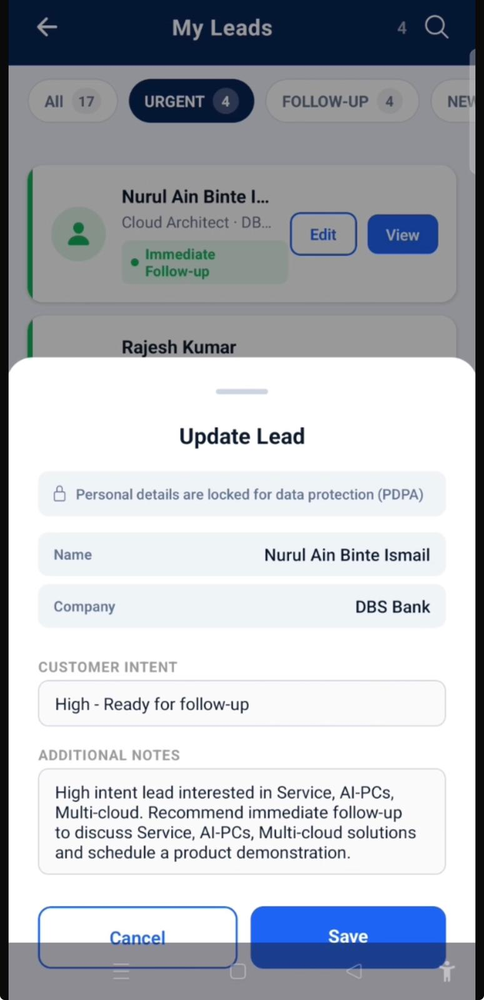 My Leads
4
All 17
URGENT 4
FOLLOW-UP 4
Nurul Ain Binte I...
Cloud Architect · DB...
Immediate
Follow-up
Edit
View
Rajesh Kumar
Update Lead
Personal details are locked for data protection (PDPA)
Name Nurul Ain Binte Ismail
Company DBS Bank
CUSTOMER INTENT
High - Ready for follow-up
ADDITIONAL NOTES
High intent lead interested in Service, AI-PCs,
Multi-cloud. Recommend immediate follow-up
to discuss Service, AI-PCs, Multi-cloud solutions
and schedule a product demonstration.
Cancel
Save